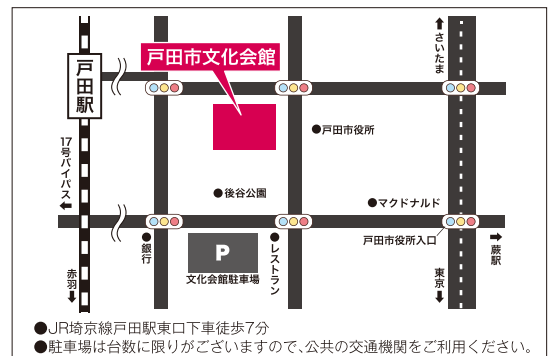 さいたま
戸田市文化会館
戸田駅
戸田市役所
17号バイパス
後谷公園
マクドナルド
戸田市役所入口
銀行
P
文化会館駐車場
レストラン
蕨駅
赤羽
東京
●JR埼京線戸田駅東口下車徒歩7分
●駐車場は台数に限りがございますので、公共の交通機関をご利用ください。